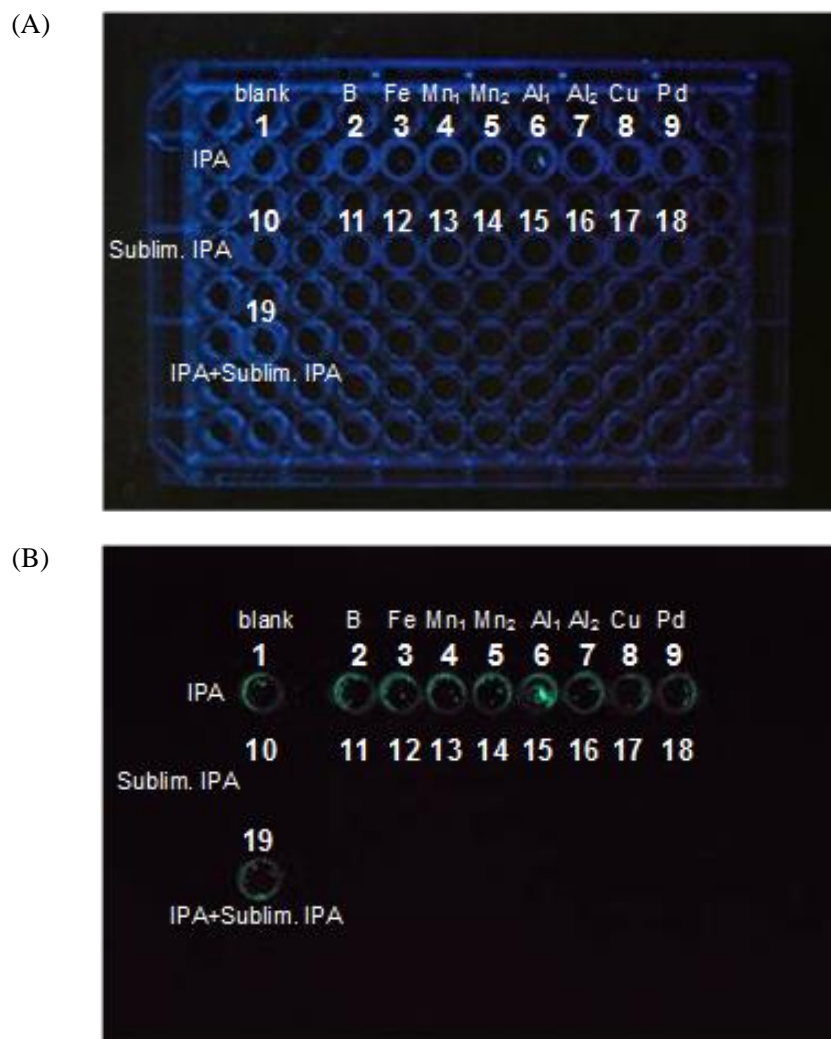 (A)
blank B Fe Mn₁ Mn₂ Al₁ Al₂ Cu Pd
1 2 3 4 5 6 7 8 9
IPA
10 11 12 13 14 15 16 17 18
Sublim. IPA
19
IPA+Sublim. IPA
(B)
blank B Fe Mn₁ Mn₂ Al₁ Al₂ Cu Pd
1 2 3 4 5 6 7 8 9
IPA
10 11 12 13 14 15 16 17 18
Sublim. IPA
19
IPA+Sublim. IPA